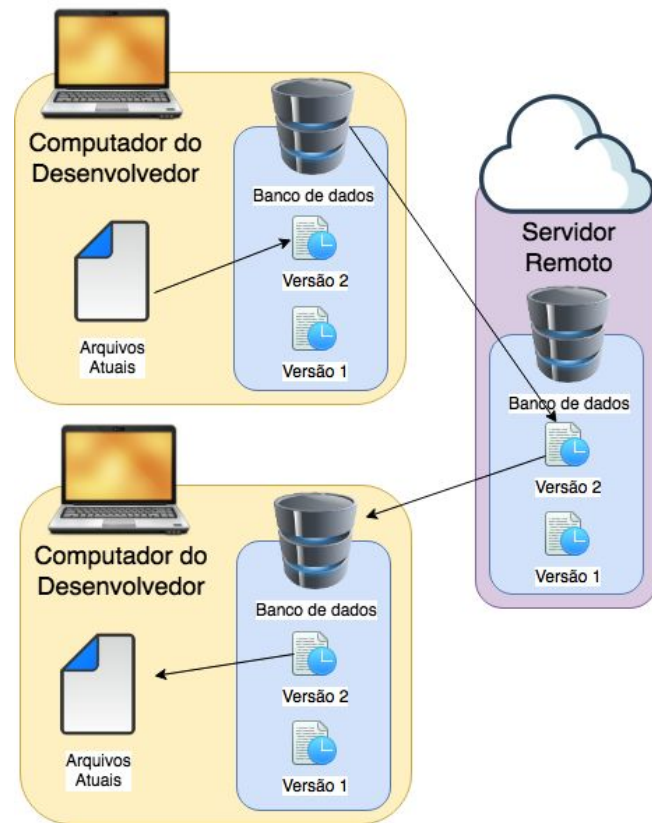 Computador do
Desenvolvedor
Banco de dados
Versão 2
Versão 1
Arquivos
Atuais
Servidor
Remoto
Banco de dados
Versão 2
Versão 1
Computador do
Desenvolvedor
Banco de dados
Versão 2
Versão 1
Arquivos
Atuais